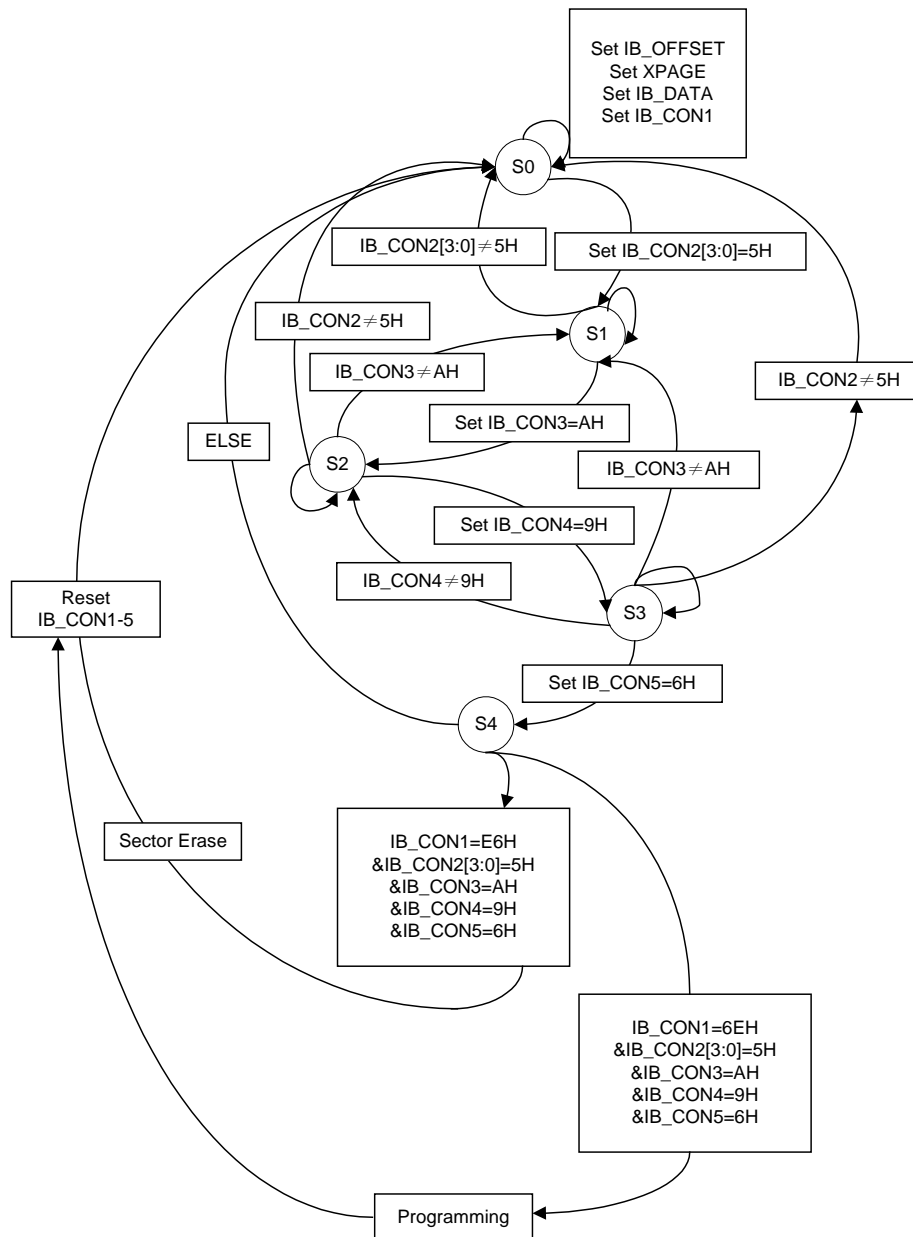 Set IB_OFFSET
Set XPAGE
Set IB_DATA
Set IB_CON1
S0
IB_CON2[3:0]≠5H
Set IB_CON2[3:0]=5H
IB_CON2≠5H
S1
IB_CON3≠AH
IB_CON2≠5H
Set IB_CON3=AH
ELSE
S2
IB_CON3≠AH
Set IB_CON4=9H
IB_CON4≠9H
Reset
IB_CON1-5
S3
Set IB_CON5=6H
S4
Sector Erase
IB_CON1=E6H
&IB_CON2[3:0]=5H
&IB_CON3=AH
&IB_CON4=9H
&IB_CON5=6H
IB_CON1=6EH
&IB_CON2[3:0]=5H
&IB_CON3=AH
&IB_CON4=9H
&IB_CON5=6H
Programming